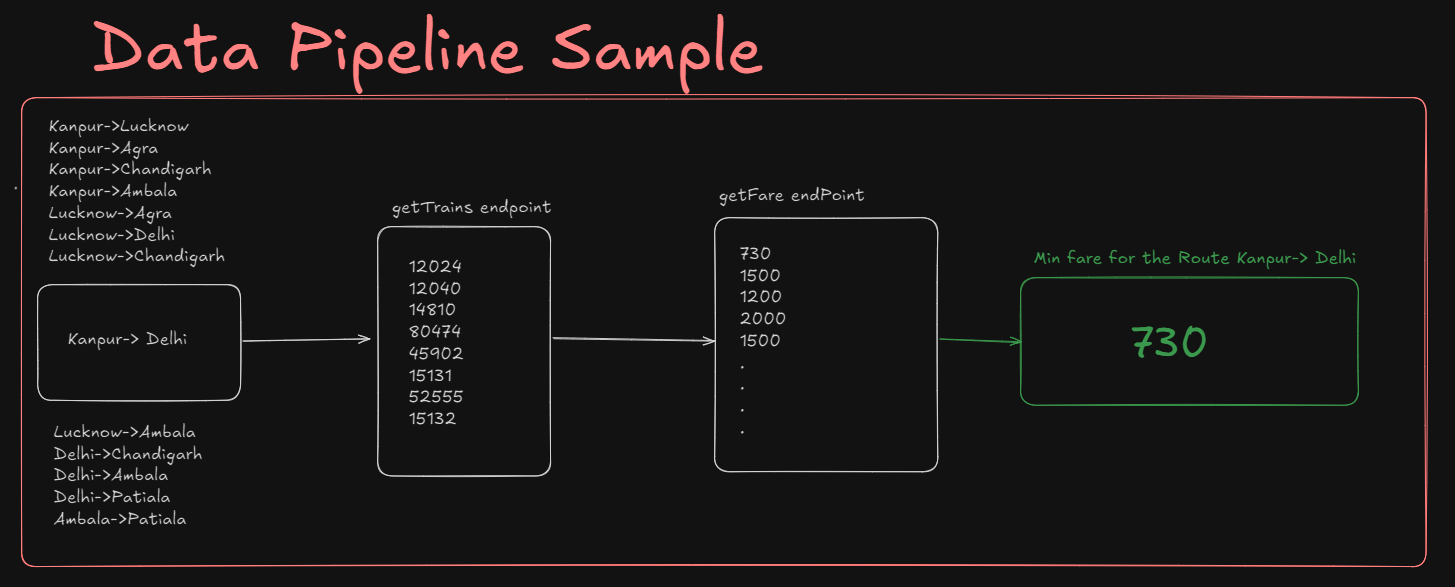 Data Pipeline Sample
Kanpur->Lucknow
Kanpur->Agra
Kanpur->Chandigarh
Kanpur->Ambala
Lucknow->Agra
Lucknow->Delhi
Lucknow->Chandigarh
Kanpur-> Delhi
Lucknow->Ambala
Delhi->Chandigarh
Delhi->Ambala
Delhi->Patiala
Ambala->Patiala
getTrains endpoint
12024
12040
14810
80474
45902
15131
52555
15132
getFare endPoint
730
1500
1200
2000
1500
.
.
.
.
Min fare for the Route Kanpur-> Delhi
730